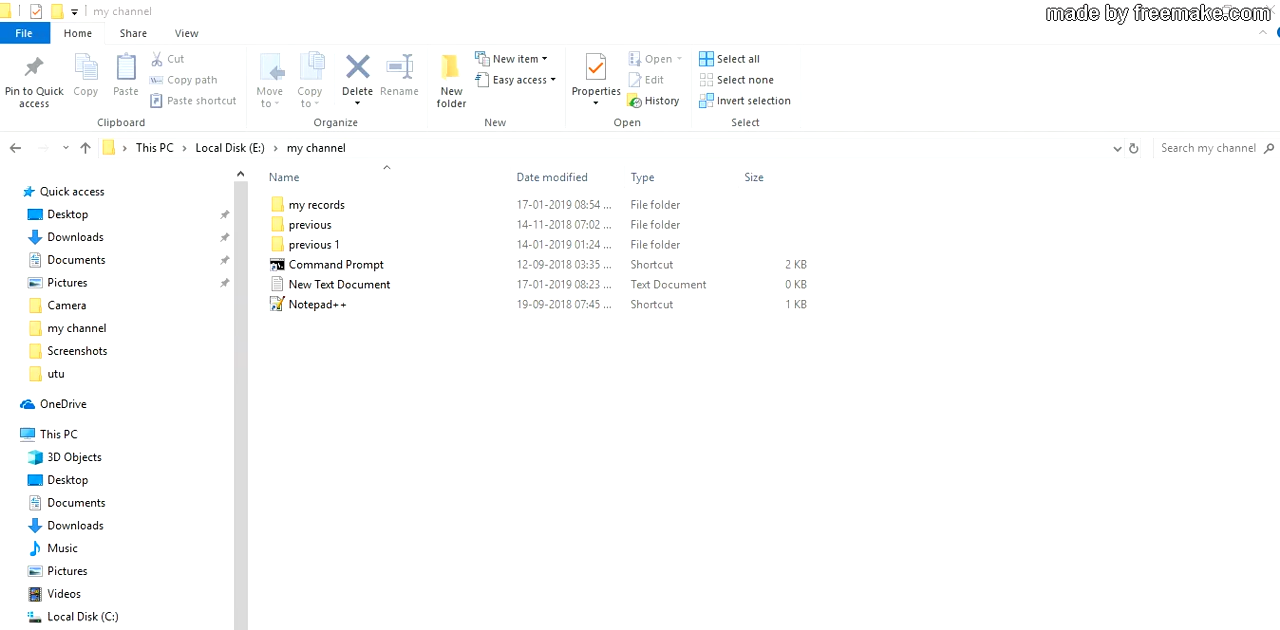 my channel
made by freemake.com
File Home Share View
Pin to Quick access
Copy
Paste
Cut
Copy path
Paste shortcut
Clipboard
Move to
Copy to
Delete
Rename
Organize
New folder
New item
Easy access
New
Properties
Open
Edit
History
Open
Select all
Select none
Invert selection
Select
This PC > Local Disk (E:) > my channel
Search my channel
Quick access
Desktop
Downloads
Documents
Pictures
Camera
my channel
Screenshots
utu
OneDrive
This PC
3D Objects
Desktop
Documents
Downloads
Music
Pictures
Videos
Local Disk (C:)
Name Date modified Type Size
my records 17-01-2019 08:54 ... File folder
previous 14-11-2018 07:02 ... File folder
previous 1 14-01-2019 01:24 ... File folder
Command Prompt 12-09-2018 03:35 ... Shortcut 2 KB
New Text Document 17-01-2019 08:23 ... Text Document 0 KB
Notepad++ 19-09-2018 07:45 ... Shortcut 1 KB